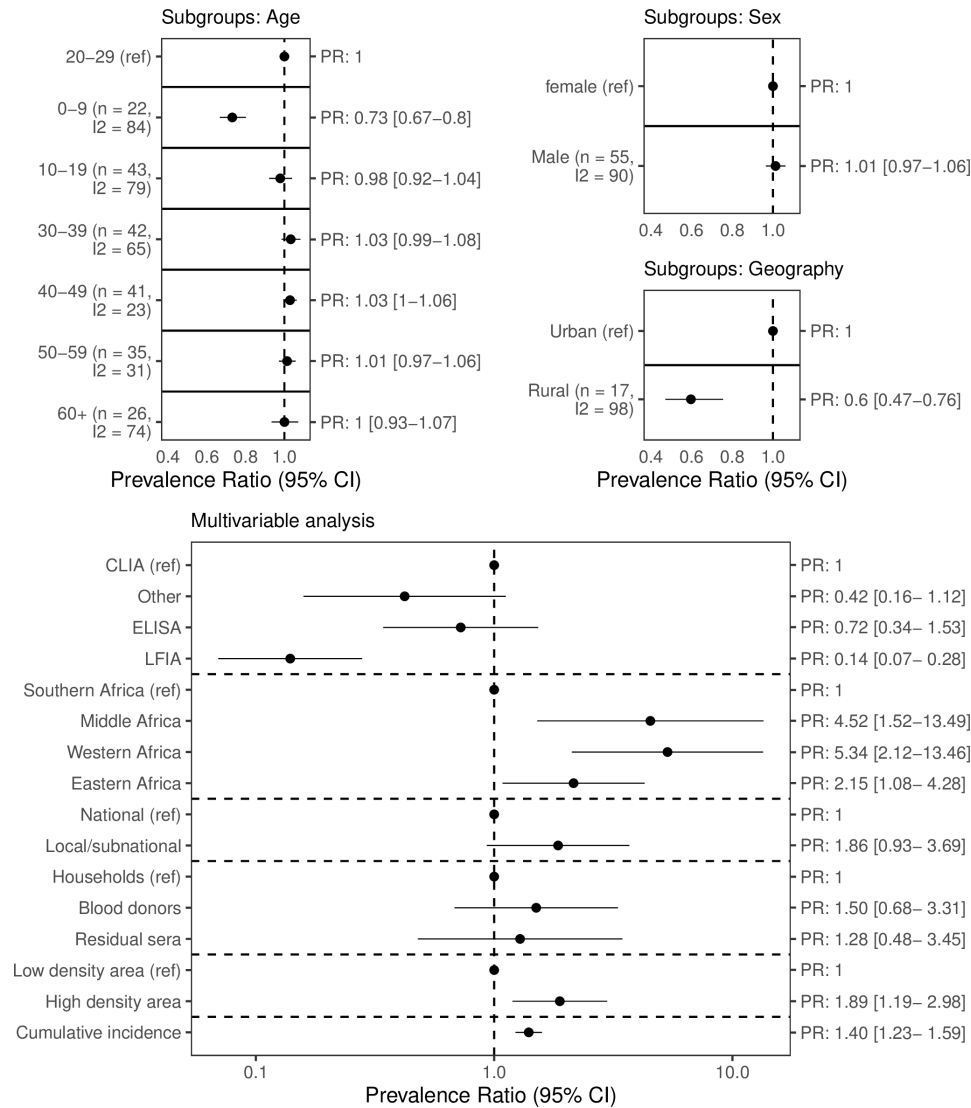 Subgroups: Age
20−29 (ref)
PR: 1
0−9 (n = 22,
I2 = 84)
PR: 0.73 [0.67−0.8]
10−19 (n = 43,
I2 = 79)
PR: 0.98 [0.92−1.04]
30−39 (n = 42,
I2 = 65)
PR: 1.03 [0.99−1.08]
40−49 (n = 41,
I2 = 23)
PR: 1.03 [1−1.06]
50−59 (n = 35,
I2 = 31)
PR: 1.01 [0.97−1.06]
60+ (n = 26,
I2 = 74)
PR: 1 [0.93−1.07]
0.4 0.6 0.8 1.0
Prevalence Ratio (95% CI)
Subgroups: Sex
female (ref)
PR: 1
Male (n = 55,
I2 = 90)
PR: 1.01 [0.97−1.06]
0.4 0.6 0.8 1.0
Subgroups: Geography
Urban (ref)
PR: 1
Rural (n = 17,
I2 = 98)
PR: 0.6 [0.47−0.76]
0.4 0.6 0.8 1.0
Prevalence Ratio (95% CI)
Multivariable analysis
CLIA (ref) PR: 1
Other PR: 0.42 [0.16− 1.12]
ELISA PR: 0.72 [0.34− 1.53]
LFIA PR: 0.14 [0.07− 0.28]
Southern Africa (ref) PR: 1
Middle Africa PR: 4.52 [1.52−13.49]
Western Africa PR: 5.34 [2.12−13.46]
Eastern Africa PR: 2.15 [1.08− 4.28]
National (ref) PR: 1
Local/subnational PR: 1.86 [0.93− 3.69]
Households (ref) PR: 1
Blood donors PR: 1.50 [0.68− 3.31]
Residual sera PR: 1.28 [0.48− 3.45]
Low density area (ref) PR: 1
High density area PR: 1.89 [1.19− 2.98]
Cumulative incidence PR: 1.40 [1.23− 1.59]
0.1 1.0 10.0
Prevalence Ratio (95% CI)